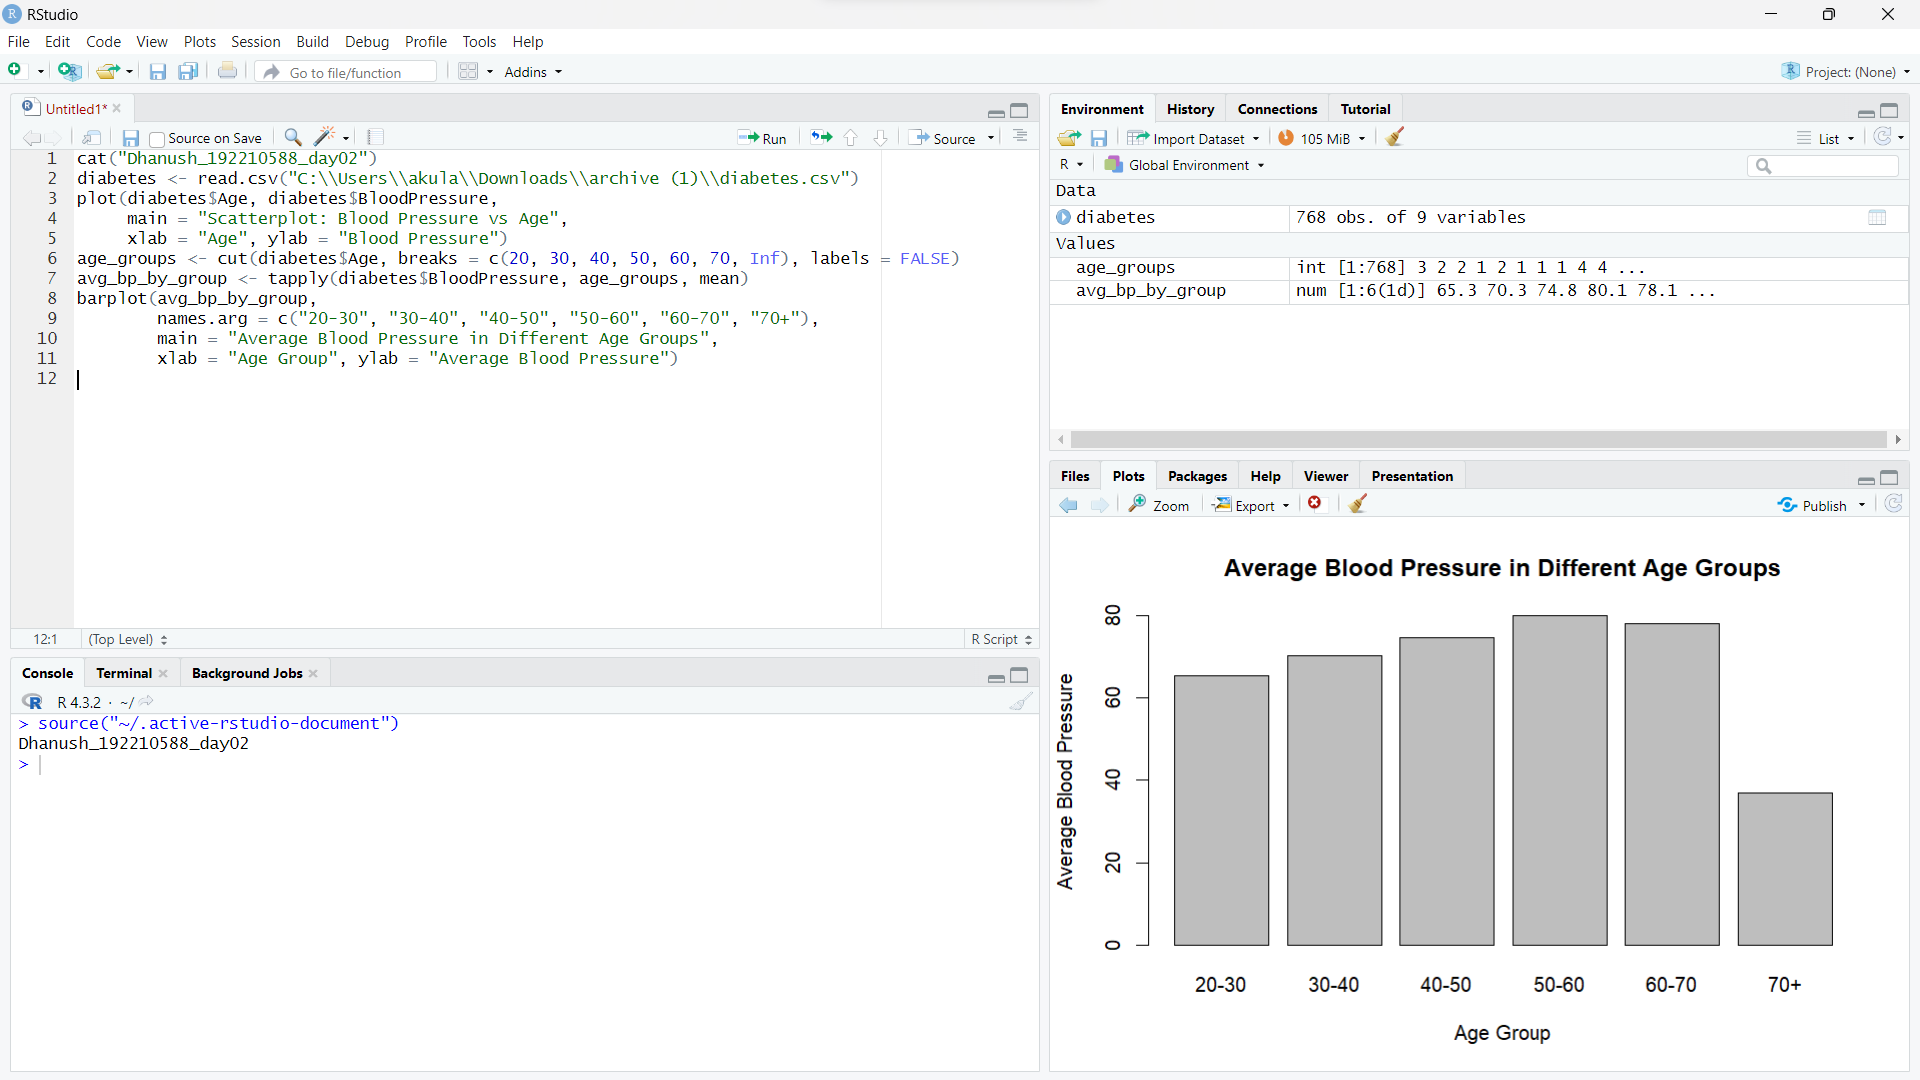 RStudio
File Edit Code View Plots Session Build Debug Profile Tools Help
Go to file/function Addins Project: (None)
Untitled1*
Source on Save Run Source
1 cat("Dhanush_192210588_day02")
2 diabetes <- read.csv("C:\\Users\\akula\\Downloads\\archive (1)\\diabetes.csv")
3 plot(diabetes$Age, diabetes$BloodPressure,
4 main = "Scatterplot: Blood Pressure vs Age",
5 xlab = "Age", ylab = "Blood Pressure")
6 age_groups <- cut(diabetes$Age, breaks = c(20, 30, 40, 50, 60, 70, Inf), labels = FALSE)
7 avg_bp_by_group <- tapply(diabetes$BloodPressure, age_groups, mean)
8 barplot(avg_bp_by_group,
9 names.arg = c("20-30", "30-40", "40-50", "50-60", "60-70", "70+"),
10 main = "Average Blood Pressure in Different Age Groups",
11 xlab = "Age Group", ylab = "Average Blood Pressure")
12
12:1 (Top Level) R Script
Console Terminal Background Jobs
R 4.3.2 · ~/
> source("~/.active-rstudio-document")
Dhanush_192210588_day02
>
Environment History Connections Tutorial
Import Dataset 105 MiB List
R Global Environment
Data
diabetes 768 obs. of 9 variables
Values
age_groups int [1:768] 3 2 2 1 2 1 1 1 4 4 ...
avg_bp_by_group num [1:6(1d)] 65.3 70.3 74.8 80.1 78.1 ...
Files Plots Packages Help Viewer Presentation
Zoom Export Publish
Average Blood Pressure in Different Age Groups
Average Blood Pressure
80
60
40
20
0
20-30 30-40 40-50 50-60 60-70 70+
Age Group